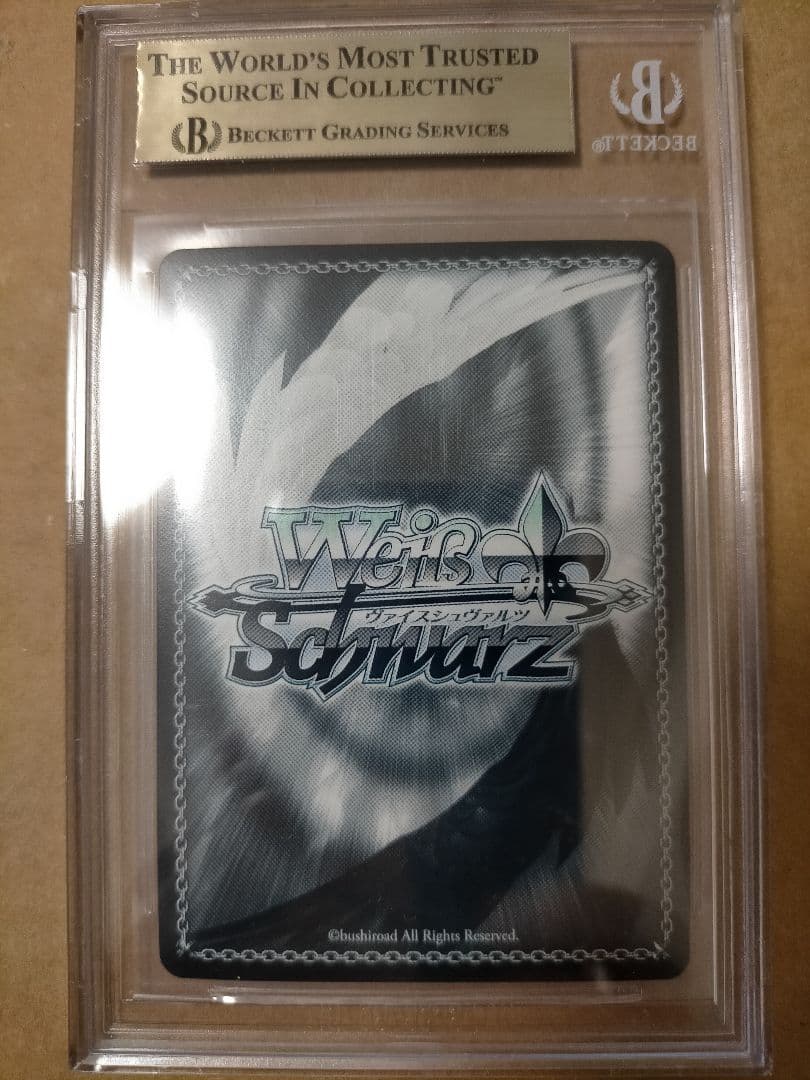 THE WORLD'S MOST TRUSTED
SOURCE IN COLLECTING™
B BECKETT GRADING SERVICES
B
BECKETT®
Weiß
ヴァイスシュヴァルツ
Schwarz
©bushiroad All Rights Reserved.